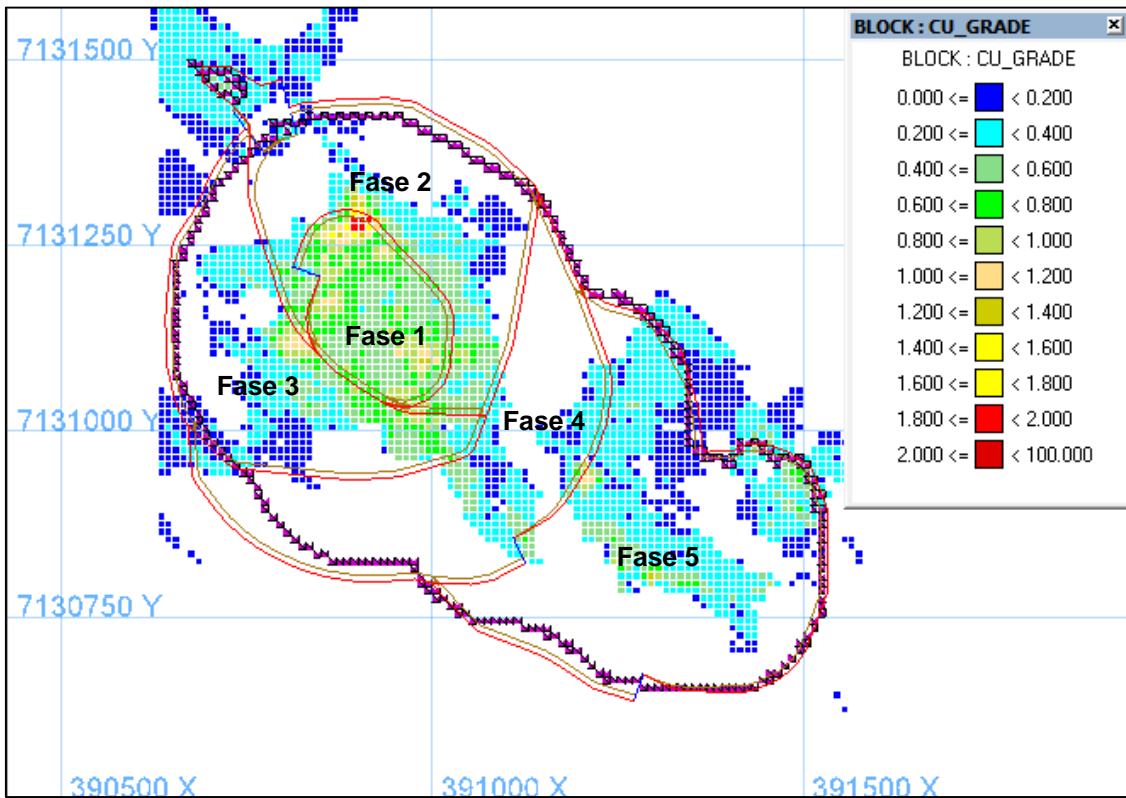 BLOCK : CU_GRADE
BLOCK : CU_GRADE
0.000 <= < 0.200
0.200 <= < 0.400
0.400 <= < 0.600
0.600 <= < 0.800
0.800 <= < 1.000
1.000 <= < 1.200
1.200 <= < 1.400
1.400 <= < 1.600
1.600 <= < 1.800
1.800 <= < 2.000
2.000 <= < 100.000
7131500 Y
Fase 2
7131250 Y
Fase 1
Fase 3
Fase 4
7131000 Y
Fase 5
7130750 Y
390500 X
391000 X
391500 X